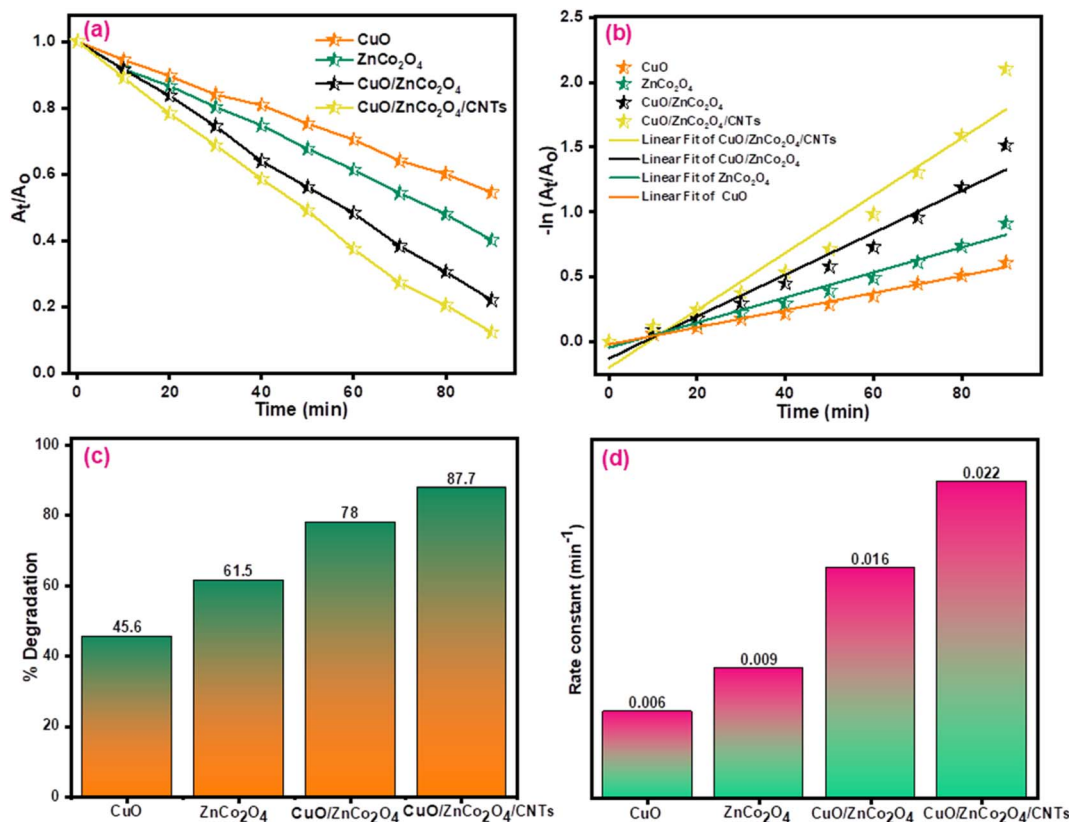 (a)
CuO
ZnCo₂O₄
CuO/ZnCo₂O₄
CuO/ZnCo₂O₄/CNTs
1.0
0.8
0.6
0.4
0.2
0.0
Aₜ/Aₒ
0
20
40
60
80
Time (min)
(b)
CuO
ZnCo₂O₄
CuO/ZnCo₂O₄
CuO/ZnCo₂O₄/CNTs
Linear Fit of CuO/ZnCo₂O₄/CNTs
Linear Fit of CuO/ZnCo₂O₄
Linear Fit of ZnCo₂O₄
Linear Fit of CuO
-2.5
-2.0
-1.5
1.0
0.5
0.0
-ln (Aₜ/Aₒ)
0
20
40
60
80
Time (min)
(c)
100
80
60
40
20
0
% Degradation
45.6
61.5
78
87.7
CuO
ZnCo₂O₄
CuO/ZnCo₂O₄
CuO/ZnCo₂O₄/CNTs
(d)
Rate constant (min⁻¹)
0.006
0.009
0.016
0.022
CuO
ZnCo₂O₄
CuO/ZnCo₂O₄
CuO/ZnCo₂O₄/CNTs